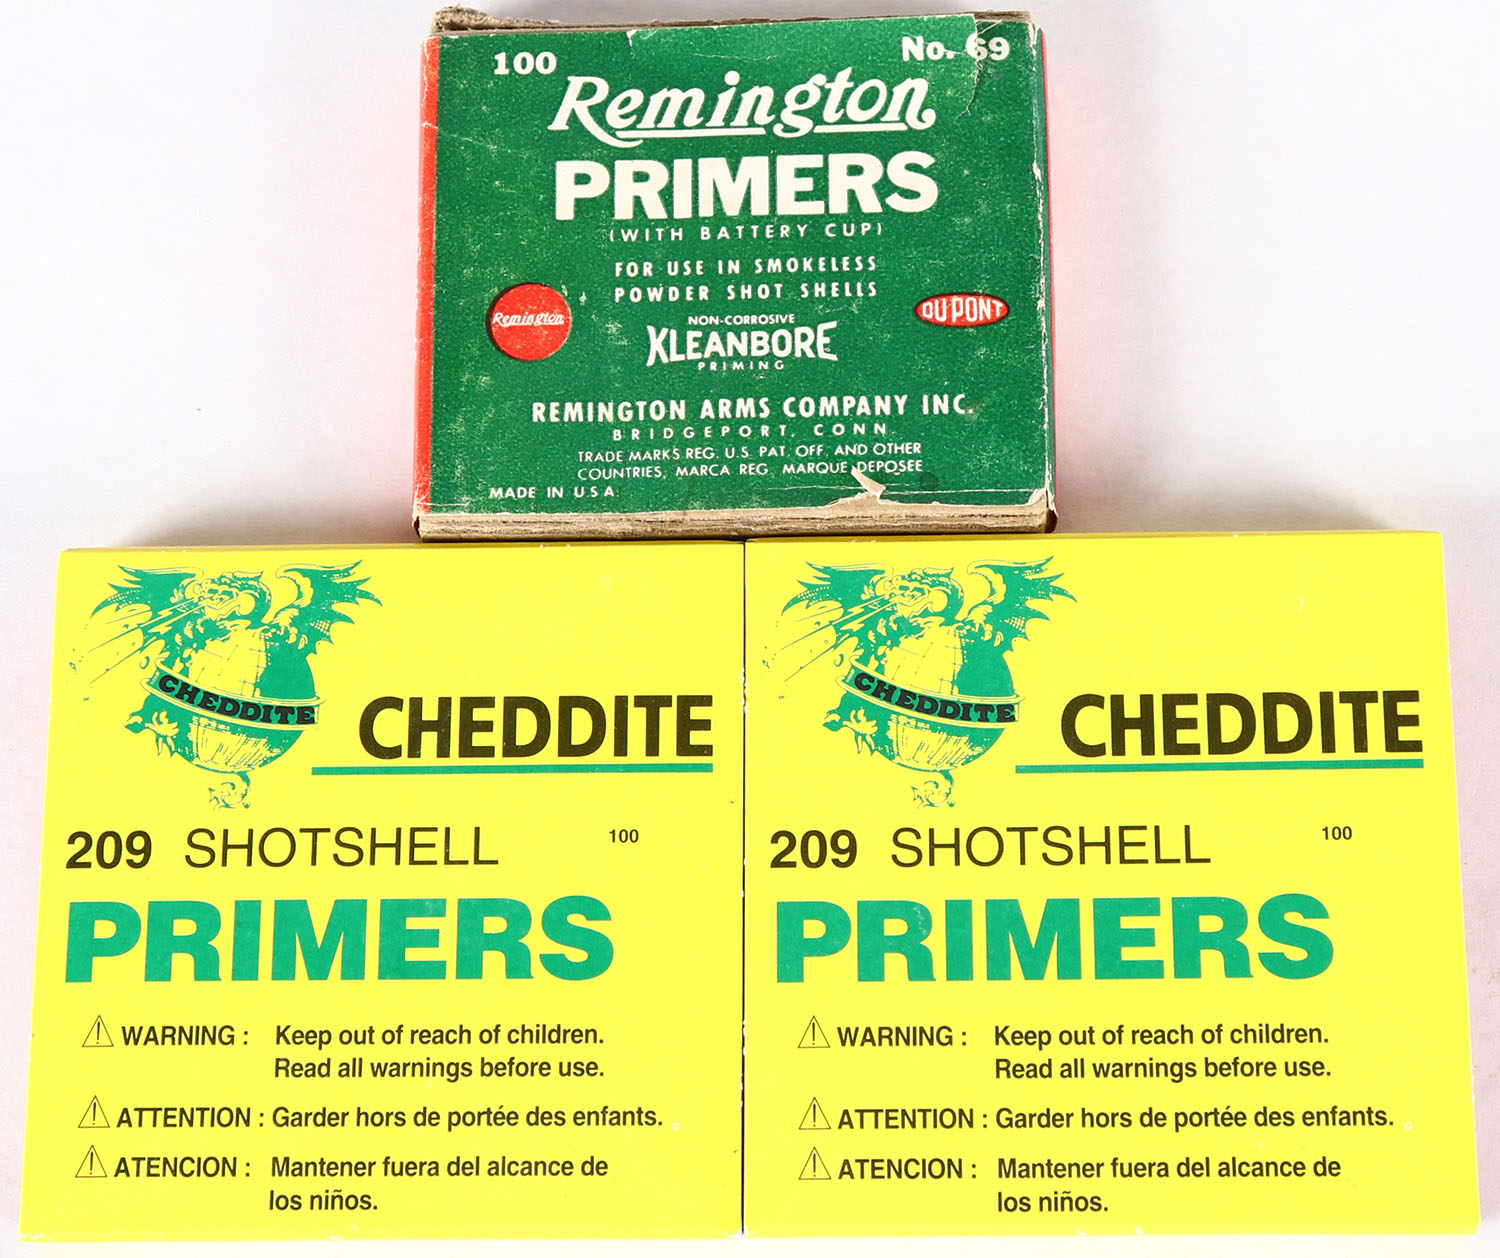 100 No. 69
Remington
PRIMERS
(WITH BATTERY CUP)
FOR USE IN SMOKELESS
POWDER SHOT SHELLS
Remington
NON-CORROSIVE
KLEANBORE
PRIMING
DU PONT
REMINGTON ARMS COMPANY INC.
BRIDGEPORT, CONN.
TRADE MARKS REG. U.S. PAT. OFF. AND OTHER
COUNTRIES, MARCA REG. MARQUE DEPOSEE
MADE IN U.S.A.
CHEDDITE
CHEDDITE
209 SHOTSHELL 100
PRIMERS
WARNING : Keep out of reach of children.
Read all warnings before use.
ATTENTION : Garder hors de portée des enfants.
ATENCION : Mantener fuera del alcance de
los niños.
CHEDDITE
CHEDDITE
209 SHOTSHELL 100
PRIMERS
WARNING : Keep out of reach of children.
Read all warnings before use.
ATTENTION : Garder hors de portée des enfants.
ATENCION : Mantener fuera del alcance de
los niños.